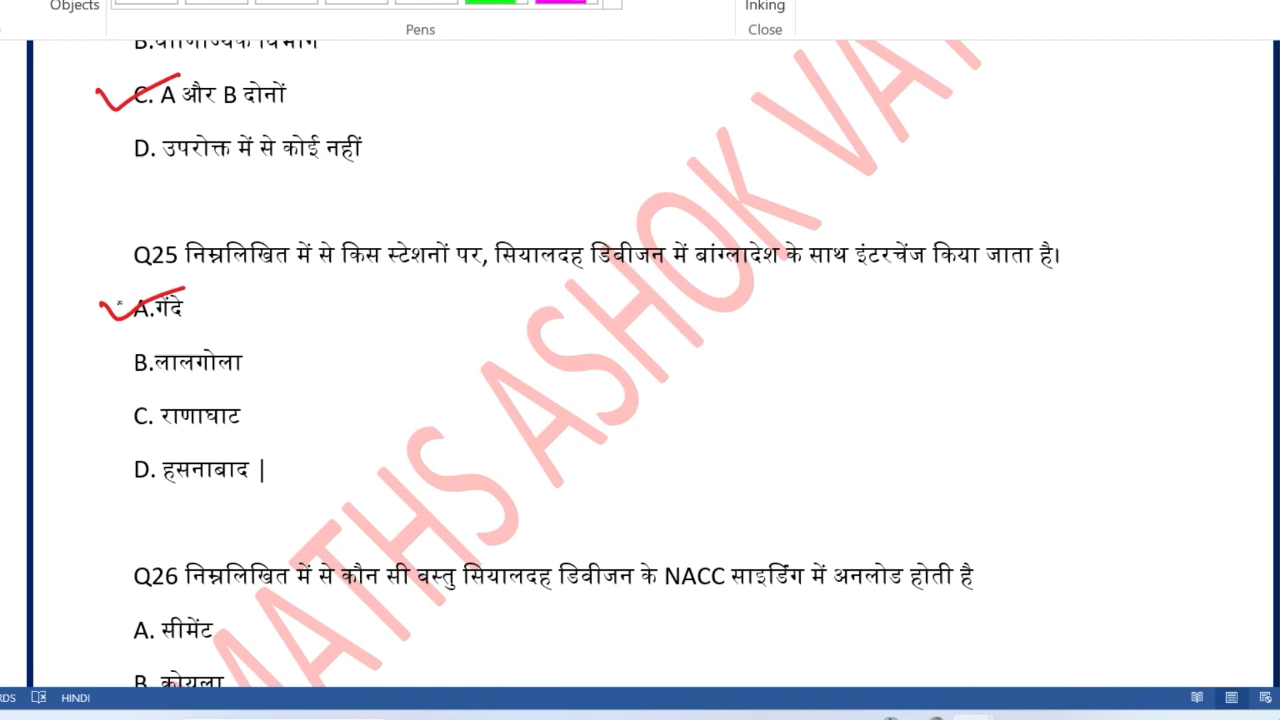 Objects
Pens
Inking
Close
B.वाणिज्यिक विभाग
C. A और B दोनों
D. उपरोक्त में से कोई नहीं
Q25 निम्नलिखित में से किस स्टेशनों पर, सियालदह डिवीजन में बांग्लादेश के साथ इंटरचेंज किया जाता है।
A.गेंदे
B.लालगोला
C. राणाघाट
D. हसनाबाद |
Q26 निम्नलिखित में से कौन सी वस्तु सियालदह डिवीजन के NACC साइडिंग में अनलोड होती है
A. सीमेंट
B. कोयला
MATHS ASHOK
HINDI